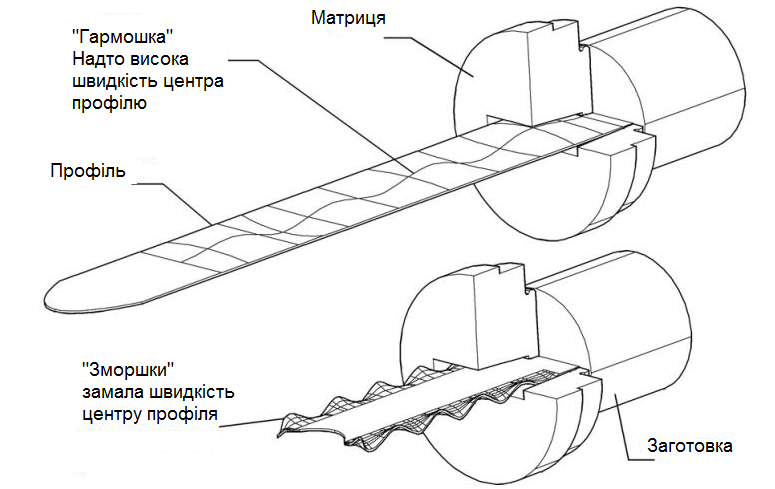 "Гармошка"
Надто висока
швидкість центра
профілю
Матриця
Профіль
"Зморшки"
замала швидкість
центру профіля
Заготовка